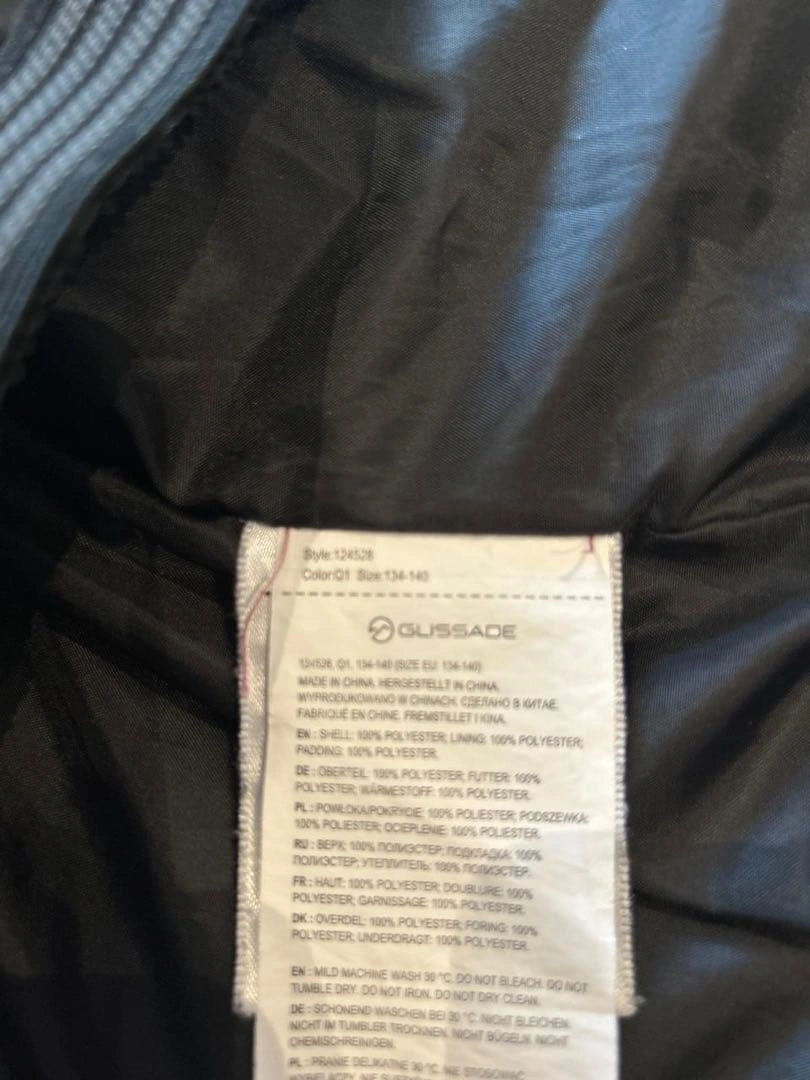 Style:124528
Color:Q1 Size:134-140
GLISSADE
124528, Q1, 134-140 (SIZE EU: 134-140)
MADE IN CHINA. HERGESTELLT IN CHINA.
WYPRODUKOWANO W CHINACH. СДЕЛАНО В КИТАЕ.
FABRIQUÉ EN CHINE. FREMSTILLET I KINA.
EN : SHELL: 100% POLYESTER; LINING: 100% POLYESTER;
PADDING: 100% POLYESTER.
DE : OBERTEIL: 100% POLYESTER; FUTTER: 100%
POLYESTER; WÄRMESTOFF: 100% POLYESTER.
PL : POWŁOKA/POKRYCIE: 100% POLIESTER; PODSZEWKA:
100% POLIESTER; OCIEPLENIE: 100% POLIESTER.
RU : ВЕРХ: 100% ПОЛИЭСТЕР; ПОДКЛАДКА: 100%
ПОЛИЭСТЕР; УТЕПЛИТЕЛЬ: 100% ПОЛИЭСТЕР.
FR : HAUT: 100% POLYESTER; DOUBLURE: 100%
POLYESTER; GARNISSAGE: 100% POLYESTER.
DK : OVERDEL: 100% POLYESTER; FORING: 100%
POLYESTER; UNDERDRAGT: 100% POLYESTER.
EN : MILD MACHINE WASH 30 °C. DO NOT BLEACH. DO NOT
TUMBLE DRY. DO NOT IRON. DO NOT DRY CLEAN.
DE : SCHONEND WASCHEN BEI 30 °C. NICHT BLEICHEN.
NICHT IM TUMBLER TROCKNEN. NICHT BÜGELN. NICHT
CHEMISCHREINIGEN.
PL : PRANIE DELIKATNE 30 °C. NIE STOSOWAĆ